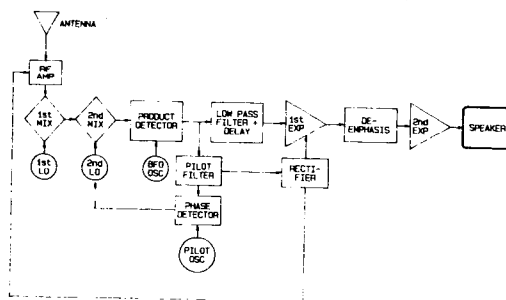 ANTENNA
RF
AMP
1st
MIX
2nd
MIX
PRODUCT
DETECTOR
LOW PASS
FILTER +
DELAY
1st
EXP
DE-
EMPHASIS
2nd
EXP
SPEAKER
1st
LO
2nd
LO
BFO
OSC
PILOT
FILTER
RECTI-
FIER
PHASE
DETECTOR
PILOT
OSC